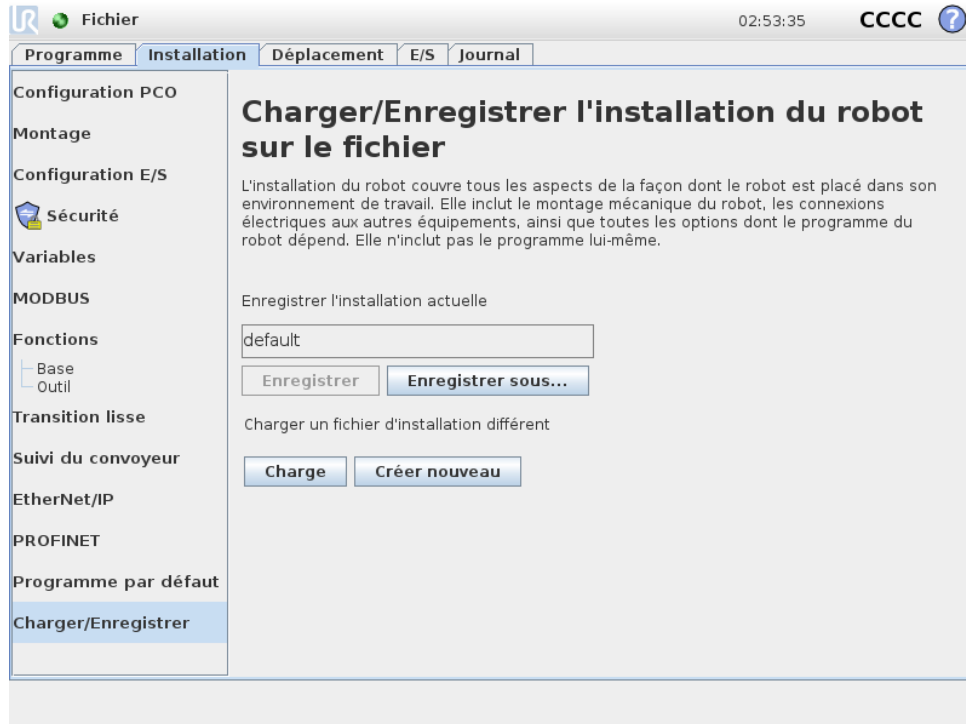 UR Fichier 02:53:35 CCCC ?
Programme Installation Déplacement E/S Journal
Configuration PCO
Montage
Configuration E/S
Sécurité
Variables
MODBUS
Fonctions
Base
Outil
Transition lisse
Suivi du convoyeur
EtherNet/IP
PROFINET
Programme par défaut
Charger/Enregistrer
Charger/Enregistrer l'installation du robot
sur le fichier
L'installation du robot couvre tous les aspects de la façon dont le robot est placé dans son
environnement de travail. Elle inclut le montage mécanique du robot, les connexions
électriques aux autres équipements, ainsi que toutes les options dont le programme du
robot dépend. Elle n'inclut pas le programme lui-même.
Enregistrer l'installation actuelle
default
Enregistrer Enregistrer sous...
Charger un fichier d'installation différent
Charge Créer nouveau